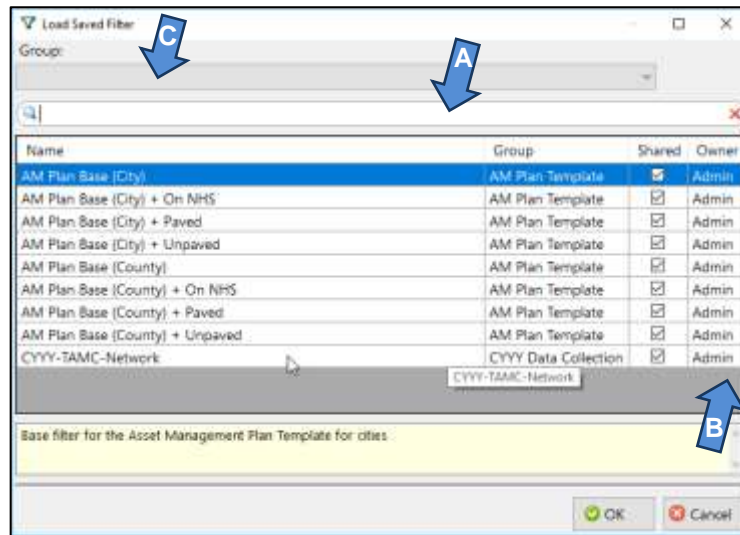 Load Saved Filter
C
Group:
A
Name Group Shared Owner
AM Plan Base (City) AM Plan Template Admin
AM Plan Base (City) + On NHS AM Plan Template Admin
AM Plan Base (City) + Paved AM Plan Template Admin
AM Plan Base (City) + Unpaved AM Plan Template Admin
AM Plan Base (County) AM Plan Template Admin
AM Plan Base (County) + On NHS AM Plan Template Admin
AM Plan Base (County) + Paved AM Plan Template Admin
AM Plan Base (County) + Unpaved AM Plan Template Admin
CYYY-TAMC-Network CYYY Data Collection Admin
CYYY-TAMC-Network
B
Base filter for the Asset Management Plan Template for cities
OK Cancel